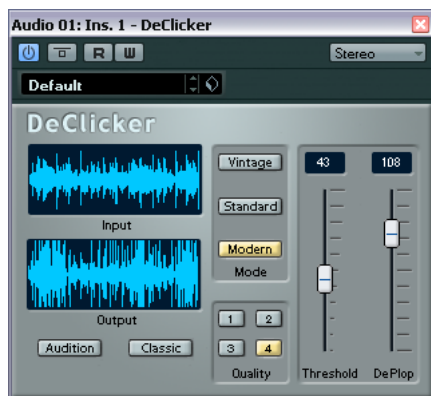 Audio 01: Ins. 1 - DeClicker
R W
Stereo
Default
DeClicker
Input
Output
Audition Classic
Vintage
Standard
Modern
Mode
1 2
3 4
Quality
43 108
Threshold DePlop